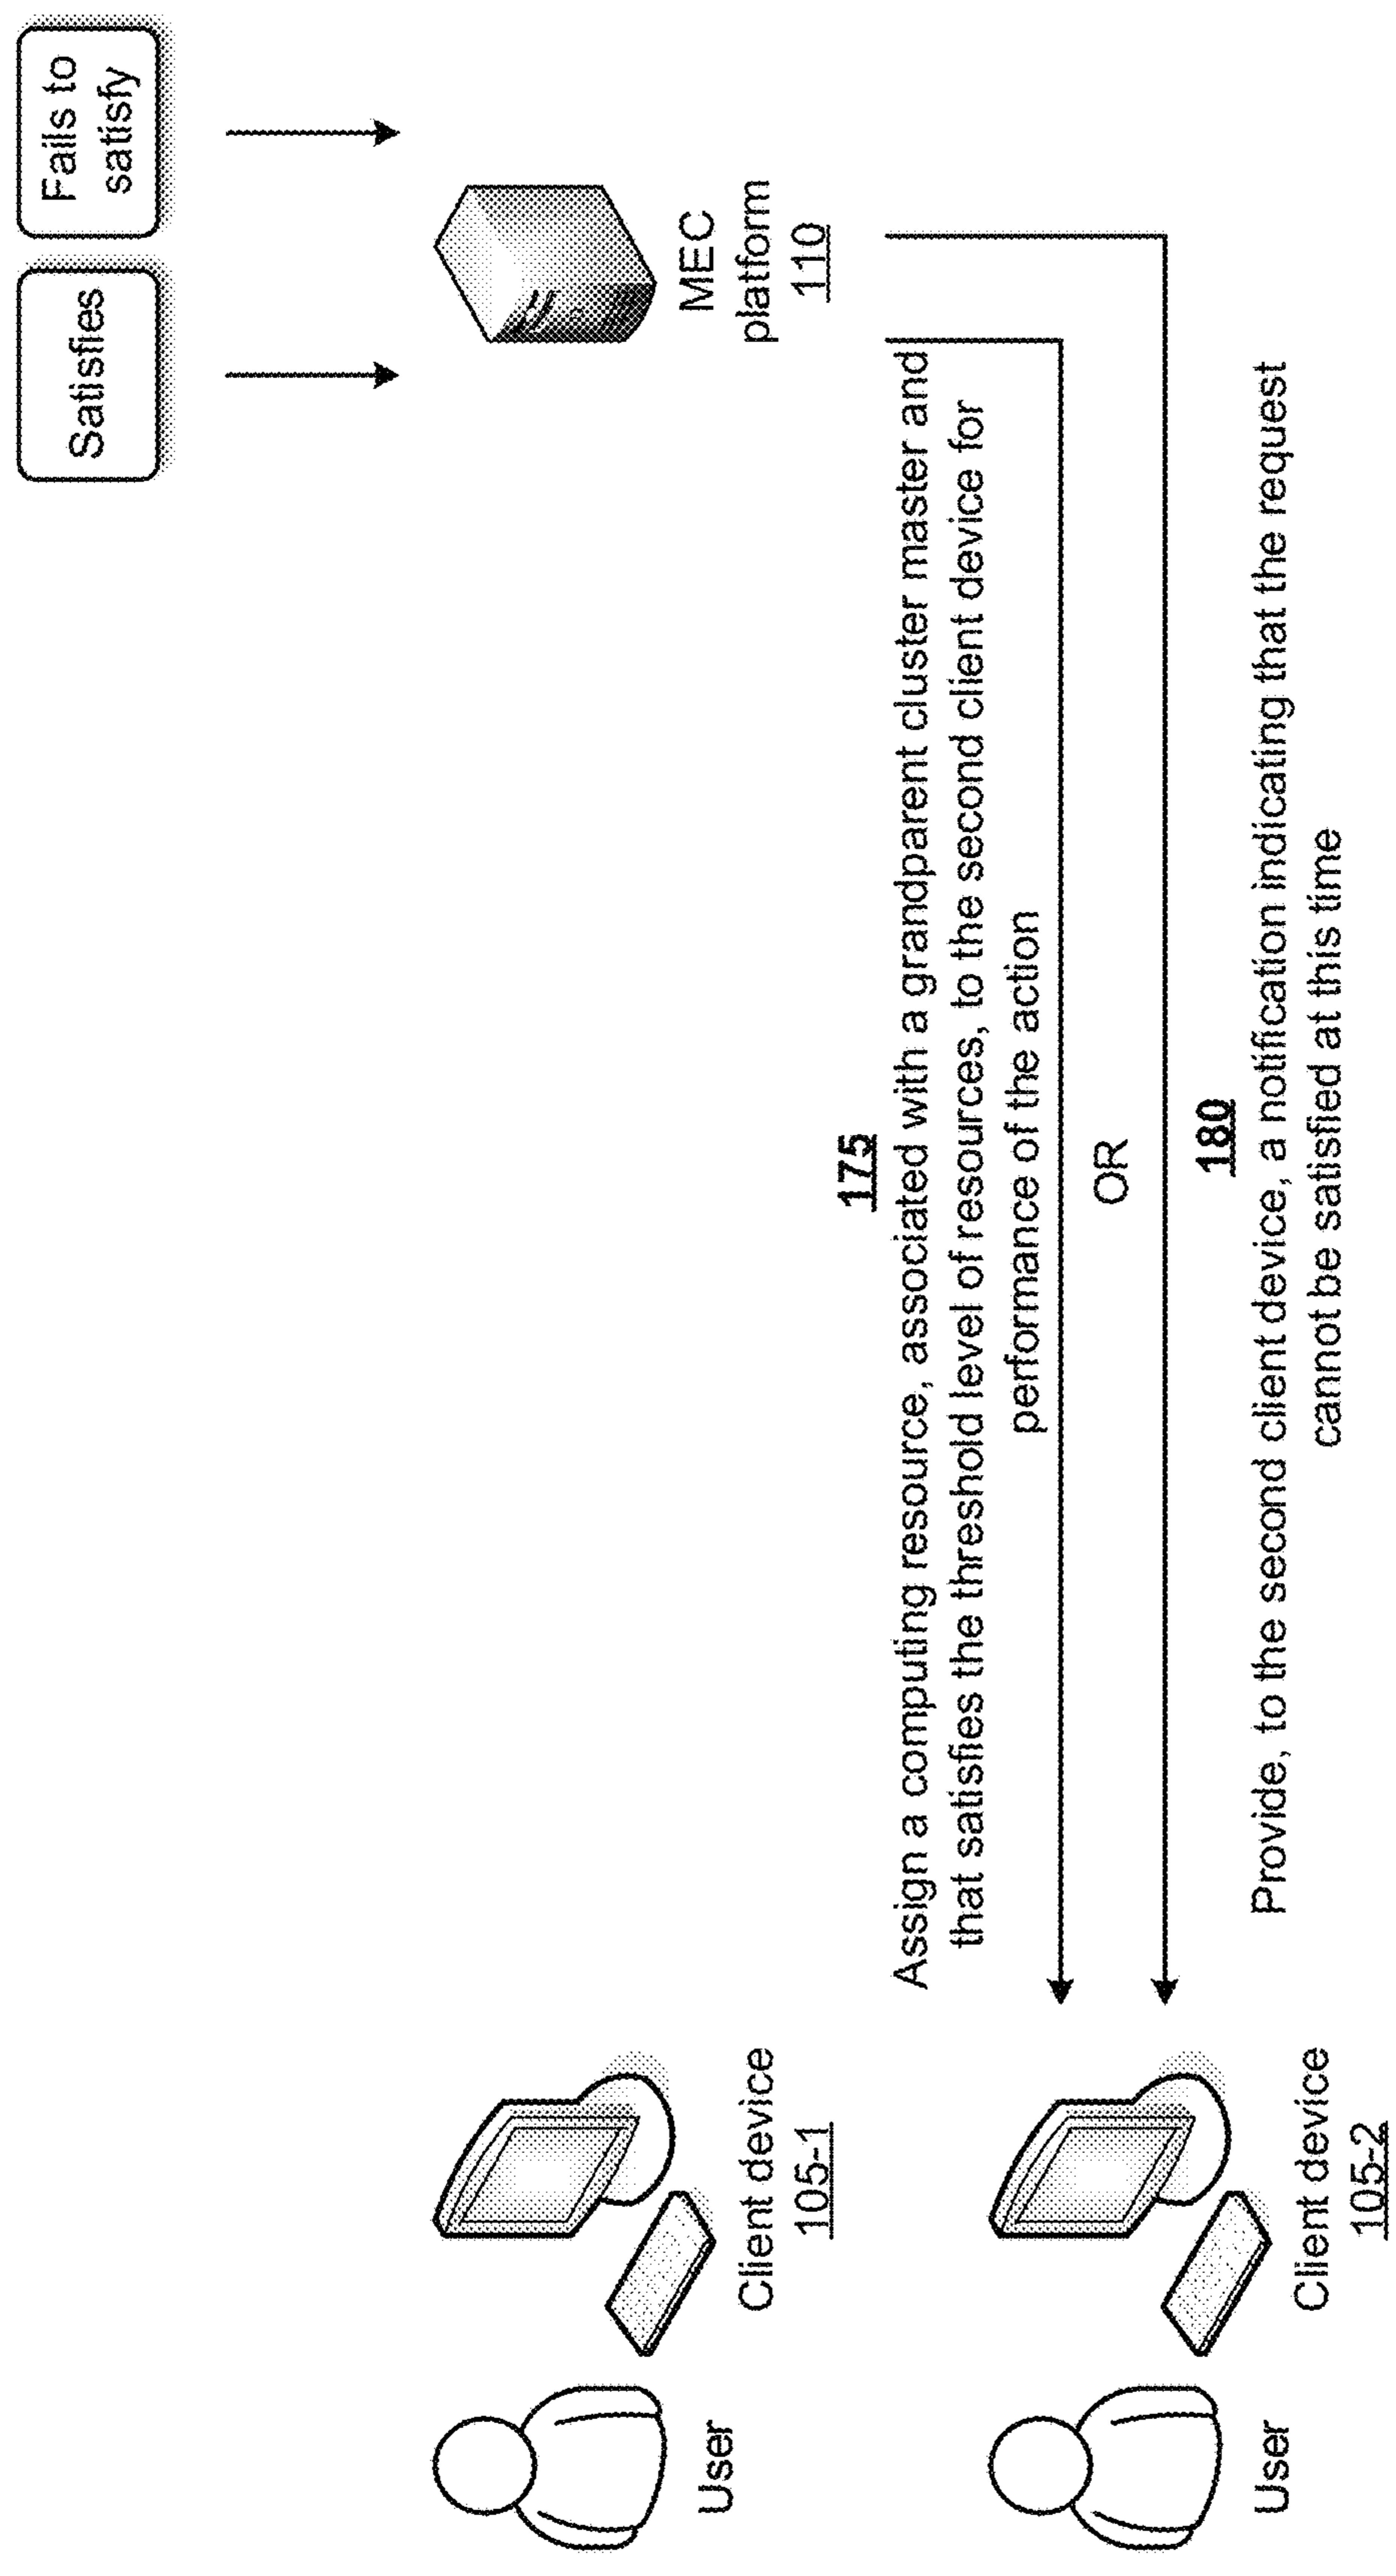 Satisfies
Fails to
satisfy
MEC
platform
110
175
Assign a computing resource, associated with a grandparent cluster master and
that satisfies the threshold level of resources, to the second client device for
performance of the action
OR
180
Provide, to the second client device, a notification indicating that the request
cannot be satisfied at this time
User
Client device
105-1
User
Client device
105-2